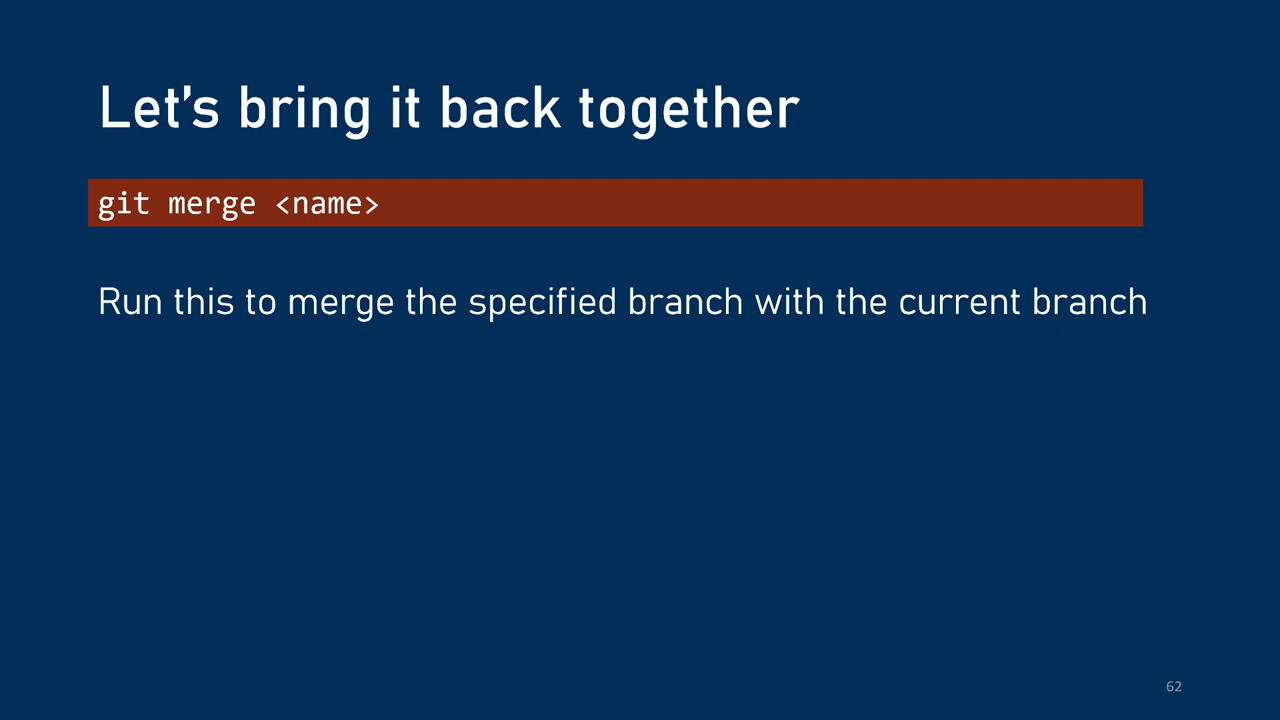 Let’s bring it back together
git merge <name>
Run this to merge the specified branch with the current branch
62